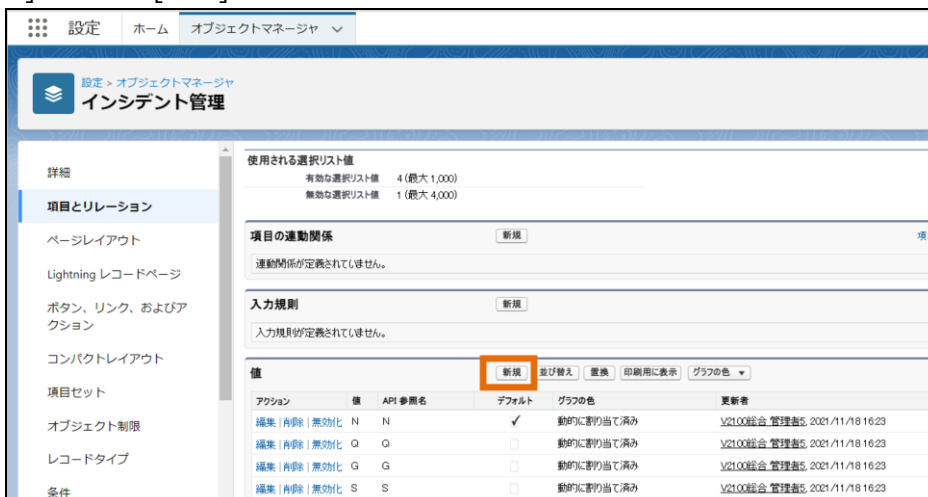 設定 ホーム オブジェクトマネージャ
設定 > オブジェクトマネージャ
インシデント管理
詳細
項目とリレーション
ページレイアウト
Lightning レコードページ
ボタン、リンク、およびア
クション
コンパクトレイアウト
項目セット
オブジェクト制限
レコードタイプ
条件
使用される選択リスト値
有効な選択リスト値 4 (最大 1,000)
無効な選択リスト値 1 (最大 4,000)
項目の連動関係 新規
連動関係が定義されていません。
入力規則 新規
入力規則が定義されていません。
値 新規 並び替え 置換 印刷用に表示 グラフの色
アクション 値 API 参照名 デフォルト グラフの色 更新者
編集 | 削除 | 無効化 N N 動的に割り当て済み V2100総合 管理者5, 2021/11/18 16:23
編集 | 削除 | 無効化 Q Q 動的に割り当て済み V2100総合 管理者5, 2021/11/18 16:23
編集 | 削除 | 無効化 G G 動的に割り当て済み V2100総合 管理者5, 2021/11/18 16:23
編集 | 削除 | 無効化 S S 動的に割り当て済み V2100総合 管理者5, 2021/11/18 16:23